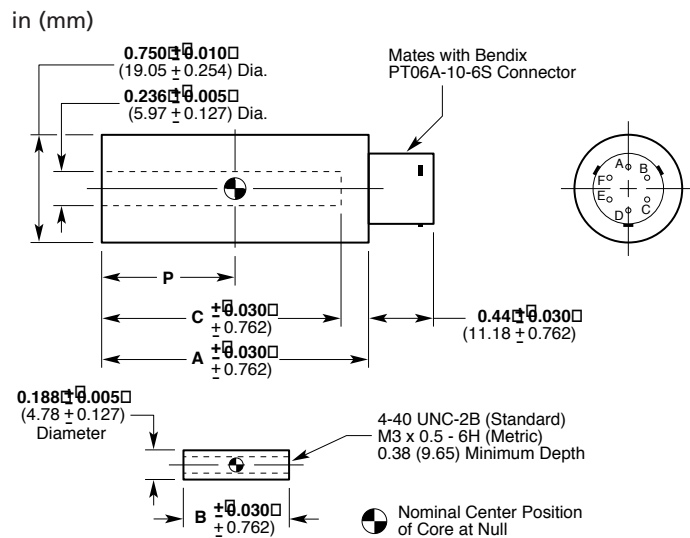 in (mm)
0.750 ± 0.010
(19.05 ± 0.254) Dia.
0.236 ± 0.005
(5.97 ± 0.127) Dia.
Mates with Bendix
PT06A-10-6S Connector
A
B
F
E
C
D
P
C ± 0.030
± 0.762)
A ± 0.030
± 0.762)
0.44 ± 0.030
(11.18 ± 0.762)
0.188 ± 0.005
(4.78 ± 0.127)
Diameter
4-40 UNC-2B (Standard)
M3 x 0.5 - 6H (Metric)
0.38 (9.65) Minimum Depth
B ± 0.030
± 0.762)
Nominal Center Position
of Core at Null